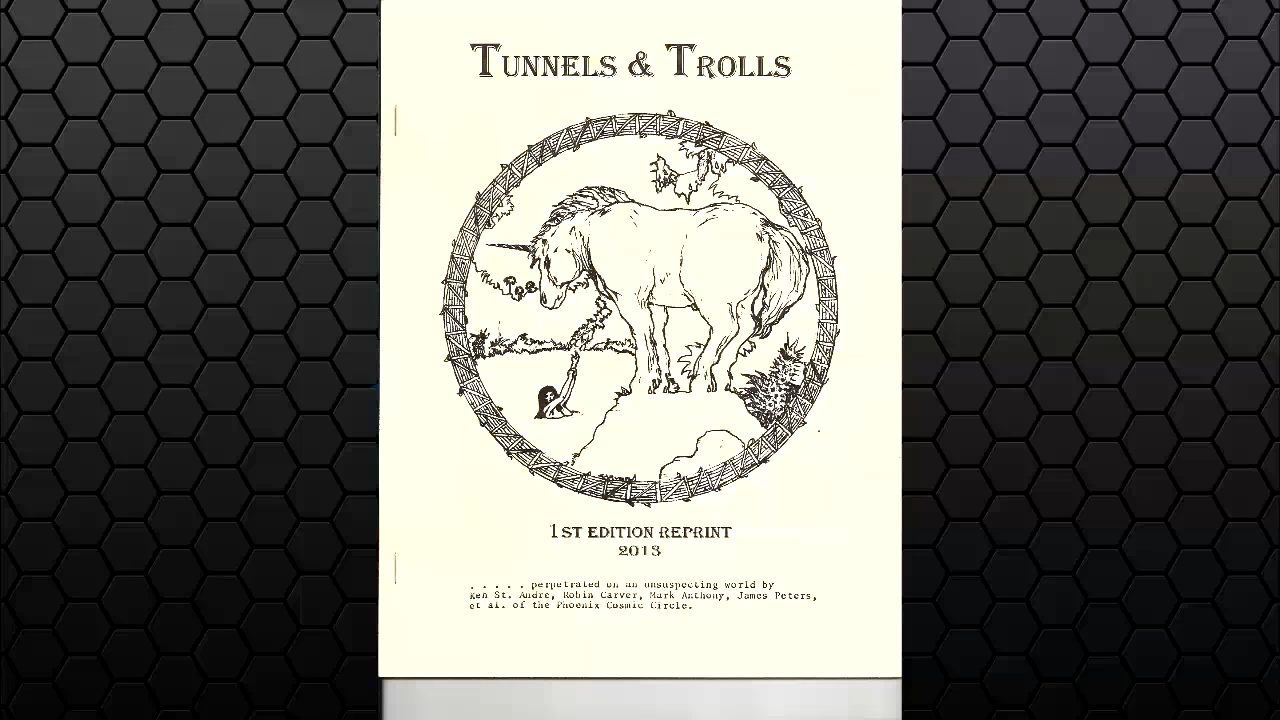 TUNNELS & TROLLS
1ST EDITION REPRINT
2013
. . . . . perpetrated on an unsuspecting world by
Ken St. Andre, Robin Carver, Mark Anthony, James Peters,
et al. of the Phoenix Cosmic Circle.